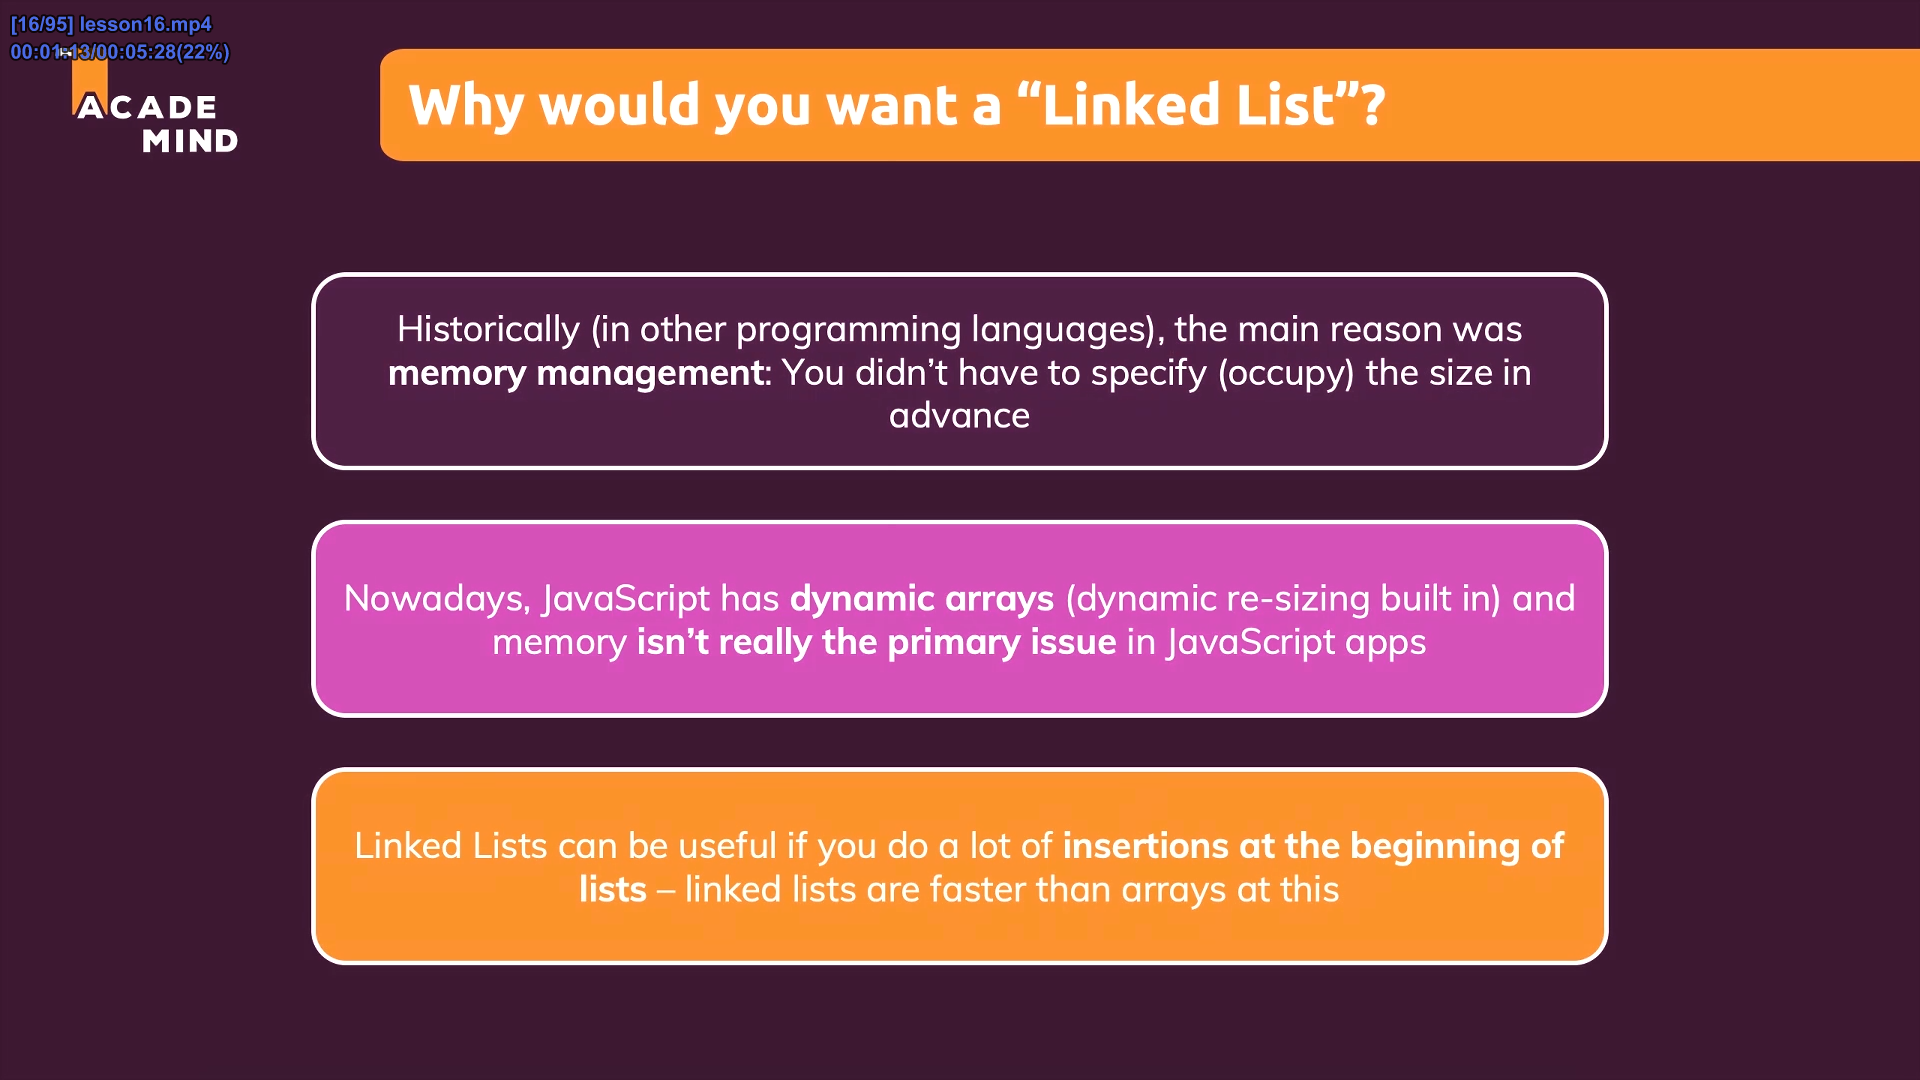 [16/95] lesson16.mp4
00:01:13/00:05:28(22%)
ACADE
MIND
Why would you want a “Linked List”?
Historically (in other programming languages), the main reason was
memory management: You didn’t have to specify (occupy) the size in
advance
Nowadays, JavaScript has dynamic arrays (dynamic re-sizing built in) and
memory isn’t really the primary issue in JavaScript apps
Linked Lists can be useful if you do a lot of insertions at the beginning of
lists – linked lists are faster than arrays at this